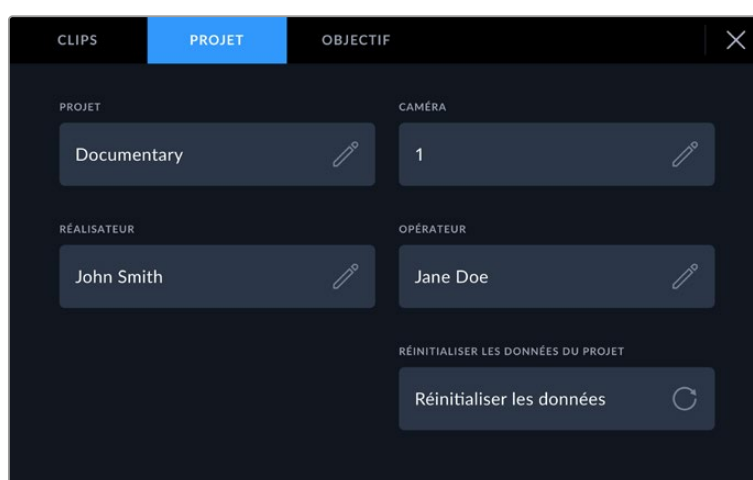 CLIPS PROJET OBJECTIF
PROJET CAMÉRA
Documentary 1
RÉALISATEUR OPÉRATEUR
John Smith Jane Doe
RÉINITIALISER LES DONNÉES DU PROJET
Réinitialiser les données